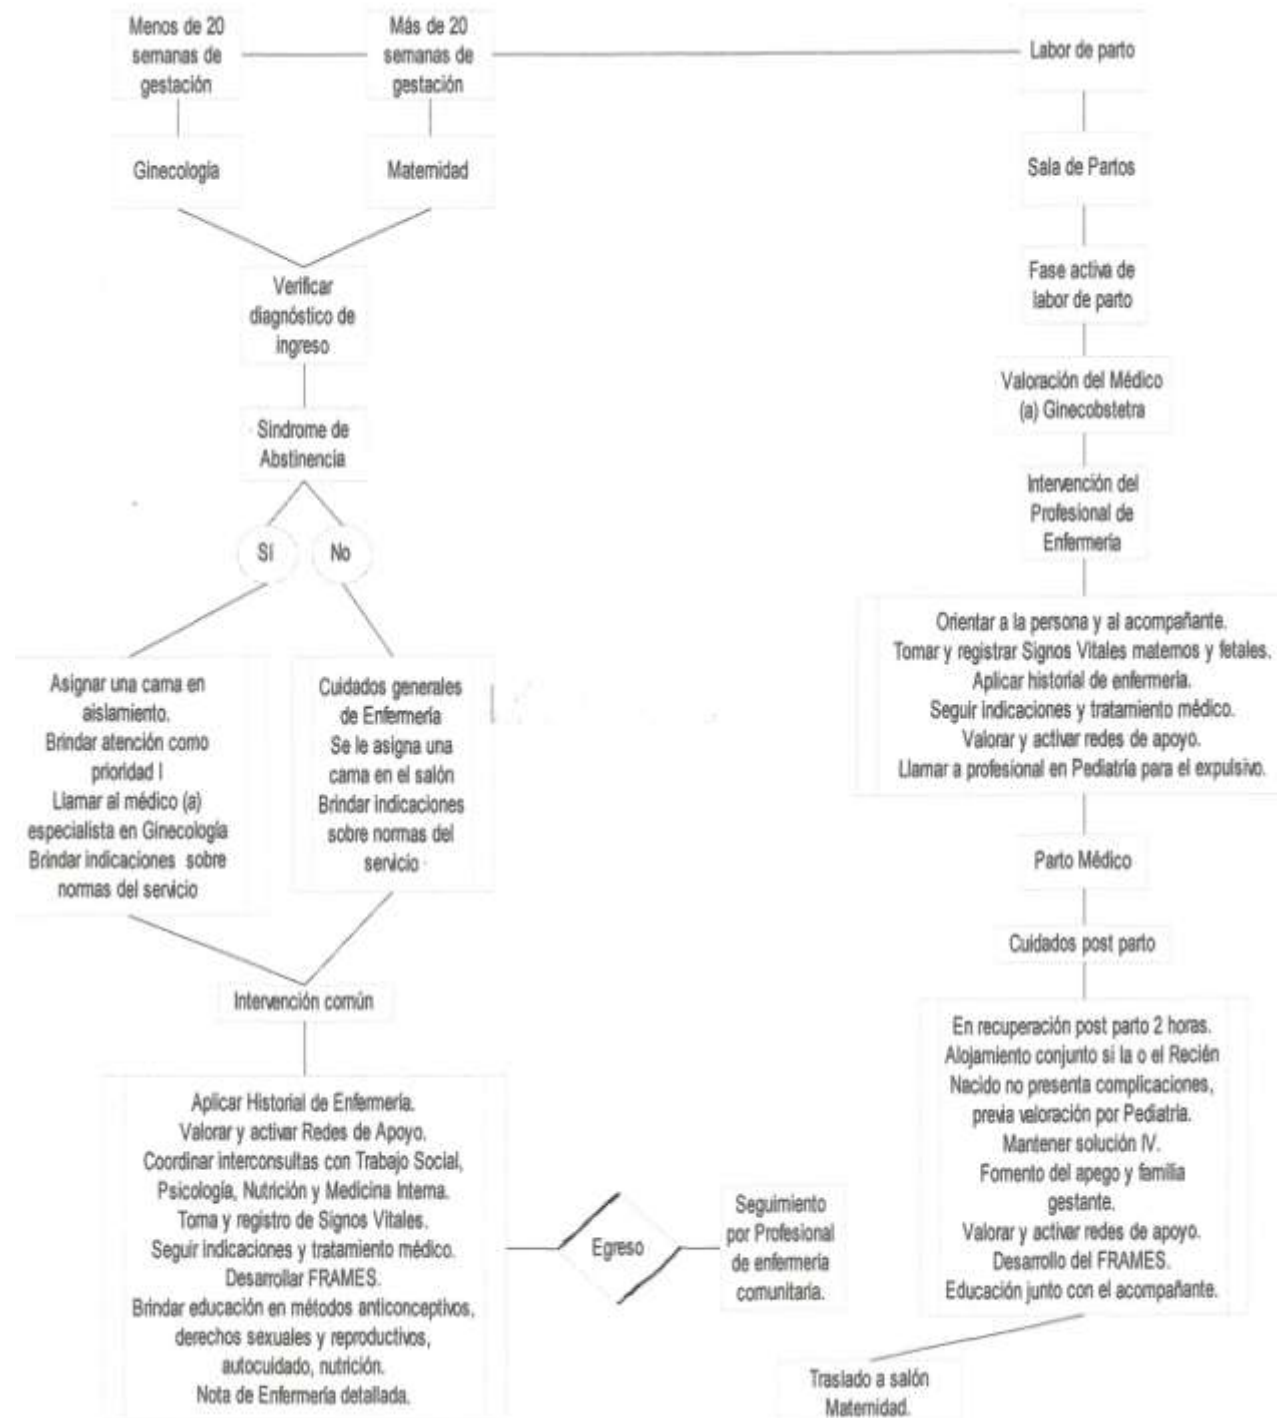 Menos de 20
semanas de
gestación
Más de 20
semanas de
gestación
Labor de parto
Ginecología
Maternidad
Sala de Partos
Verificar
diagnóstico de
ingreso
Fase activa de
labor de parto
Síndrome de
Abstinencia
Valoración del Médico
(a) Ginecobstetra
Sí
No
Intervención del
Profesional de
Enfermería
Asignar una cama en
aislamiento.
Brindar atención como
prioridad I
Llamar al médico (a)
especialista en Ginecología
Brindar indicaciones sobre
normas del servicio
Cuidados generales
de Enfermería
Se le asigna una
cama en el salón
Brindar indicaciones
sobre normas del
servicio
Orientar a la persona y al acompañante.
Tomar y registrar Signos Vitales maternos y fetales.
Aplicar historial de enfermería.
Seguir indicaciones y tratamiento médico.
Valorar y activar redes de apoyo.
Llamar a profesional en Pediatría para el expulsivo.
Parto Médico
Cuidados post parto
Intervención común
Aplicar Historial de Enfermería.
Valorar y activar Redes de Apoyo.
Coordinar interconsultas con Trabajo Social,
Psicología, Nutrición y Medicina Interna.
Toma y registro de Signos Vitales.
Seguir indicaciones y tratamiento médico.
Desarrollar FRAMES.
Brindar educación en métodos anticonceptivos,
derechos sexuales y reproductivos,
autocuidado, nutrición.
Nota de Enfermería detallada.
Egreso
Seguimiento
por Profesional
de enfermería
comunitaria.
En recuperación post parto 2 horas.
Alojamiento conjunto si la o el Recién
Nacido no presenta complicaciones,
previa valoración por Pediatría.
Mantener solución IV.
Fomento del apego y familia
gestante.
Valorar y activar redes de apoyo.
Desarrollo del FRAMES.
Educación junto con el acompañante.
Traslado a salón
Maternidad.